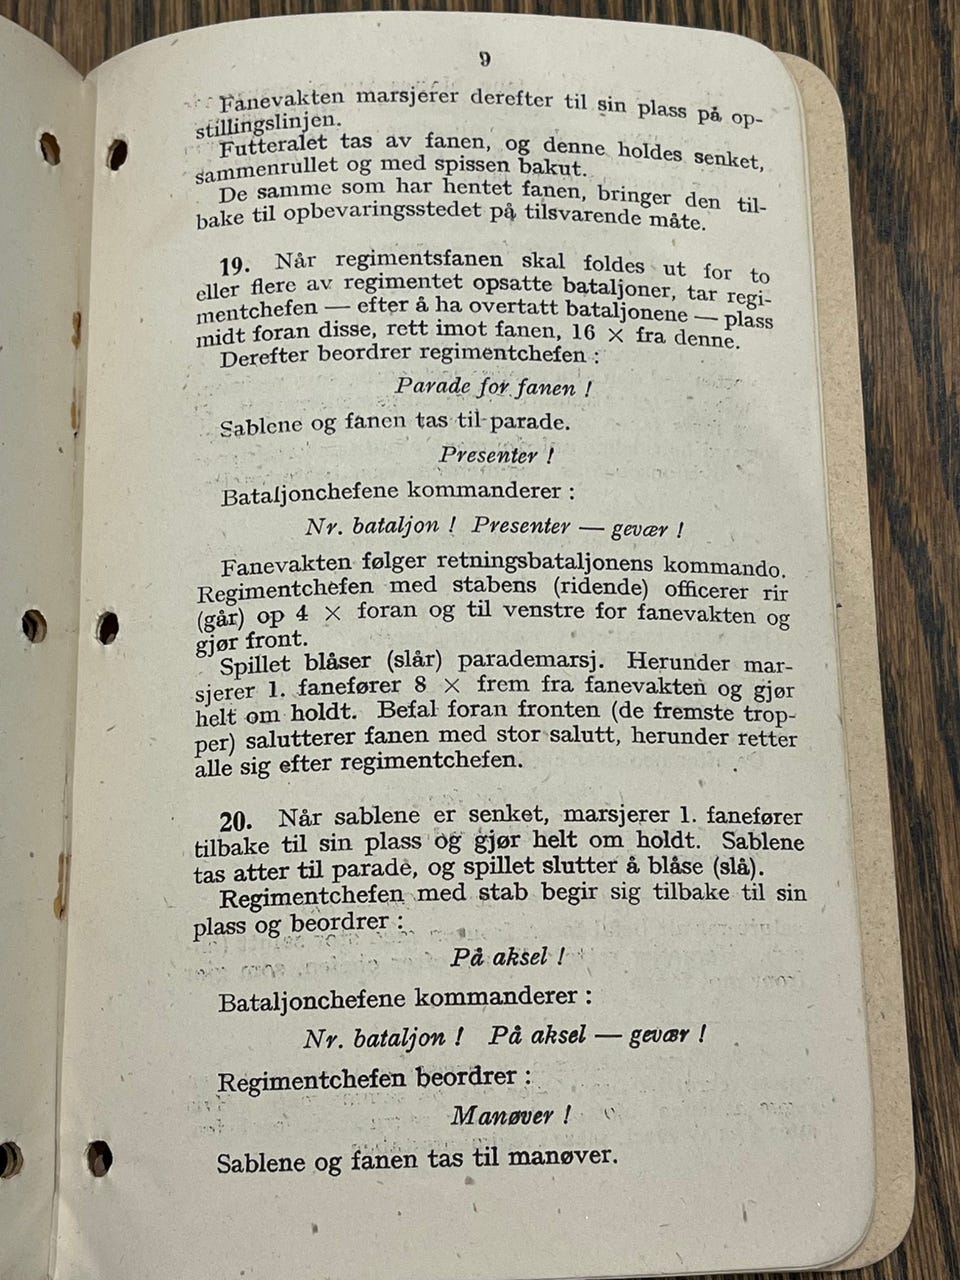 9
Fanevakten marsjerer derefter til sin plass på op-
stillingslinjen.
Futteralet tas av fanen, og denne holdes senket,
sammenrullet og med spissen bakut.
De samme som har hentet fanen, bringer den til-
bake til opbevaringsstedet på tilsvarende måte.
19. Når regimentsfanen skal foldes ut for to
eller flere av regimentet opsatte bataljoner, tar regi-
mentchefen — efter å ha overtatt bataljonene — plass
midt foran disse, rett imot fanen, 16 × fra denne.
Derefter beordrer regimentchefen :
Parade for fanen !
Sablene og fanen tas til parade.
Presenter !
Bataljonchefene kommanderer :
Nr. bataljon ! Presenter — gevær !
Fanevakten følger retningsbataljonens kommando.
Regimentchefen med stabens (ridende) officerer rir
(går) op 4 × foran og til venstre for fanevakten og
gjør front.
Spillet blåser (slår) parademarsj. Herunder mar-
sjerer 1. fanefører 8 × frem fra fanevakten og gjør
helt om holdt. Befal foran fronten (de fremste trop-
per) salutterer fanen med stor salutt, herunder retter
alle sig efter regimentchefen.
20. Når sablene er senket, marsjerer 1. fanefører
tilbake til sin plass og gjør helt om holdt. Sablene
tas atter til parade, og spillet slutter å blåse (slå).
Regimentchefen med stab begir sig tilbake til sin
plass og beordrer :
På aksel !
Bataljonchefene kommanderer :
Nr. bataljon ! På aksel — gevær !
Regimentchefen beordrer :
Manøver !
Sablene og fanen tas til manøver.